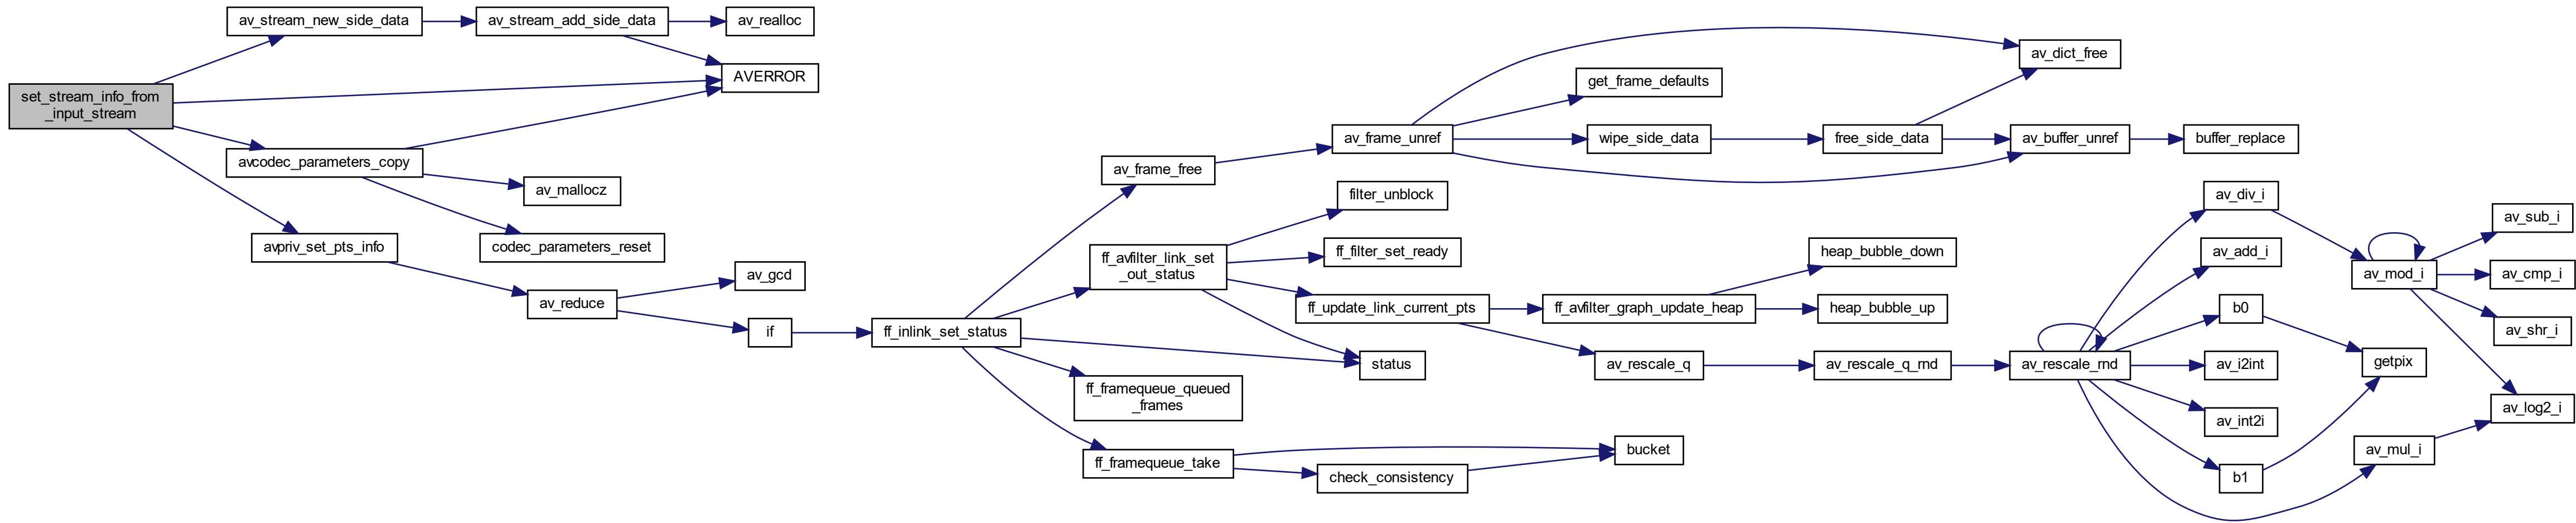 set_stream_info_from
_input_stream
av_stream_new_side_data
av_stream_add_side_data
av_realloc
AVERROR
avcodec_parameters_copy
av_mallocz
codec_parameters_reset
avpriv_set_pts_info
av_reduce
av_gcd
if
ff_inlink_set_status
av_frame_free
av_frame_unref
av_dict_free
get_frame_defaults
wipe_side_data
free_side_data
av_buffer_unref
buffer_replace
ff_avfilter_link_set
_out_status
filter_unblock
ff_filter_set_ready
ff_update_link_current_pts
ff_avfilter_graph_update_heap
heap_bubble_down
heap_bubble_up
status
av_rescale_q
av_rescale_q_rnd
av_rescale_rnd
av_div_i
av_add_i
b0
av_i2int
av_int2i
b1
av_mul_i
av_mod_i
getpix
av_sub_i
av_cmp_i
av_shr_i
av_log2_i
ff_framequeue_queued
_frames
ff_framequeue_take
check_consistency
bucket